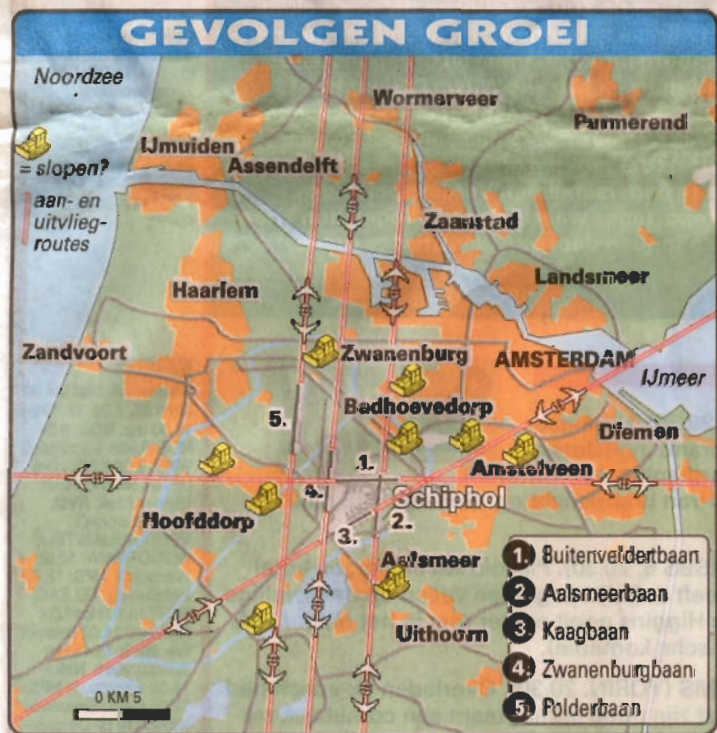 GEVOLGEN GROEI
Noordzee
Wormerveer
Purmerend
IJmuiden
Assendelft
= slopen?
aan- en
uitvlieg-
routes
Zaanstad
Landsmeer
Haarlem
Zandvoort
Zwanenburg
AMSTERDAM
IJmeer
Badhoevedorp
5.
Diemen
1.
Amstelveen
4.
Schiphol
Hoofddorp
3.
2.
Aalsmeer
Uithoorn
1. Buitenveldertbaan
2. Aalsmeerbaan
3. Kaagbaan
4. Zwanenburgbaan
5. Polderbaan
0 KM 5